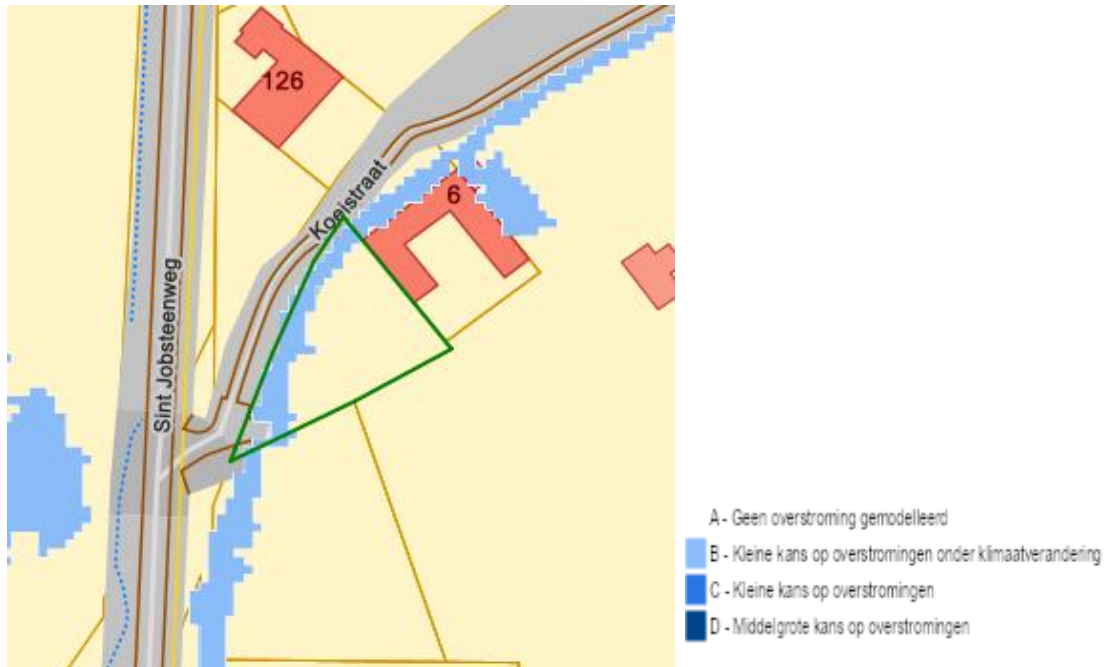 126
Koeistraat
6
Sint Jobsteenweg
A - Geen overstroming gemodelleerd
B - Kleine kans op overstromingen onder klimaatverandering
C - Kleine kans op overstromingen
D - Middelgrote kans op overstromingen